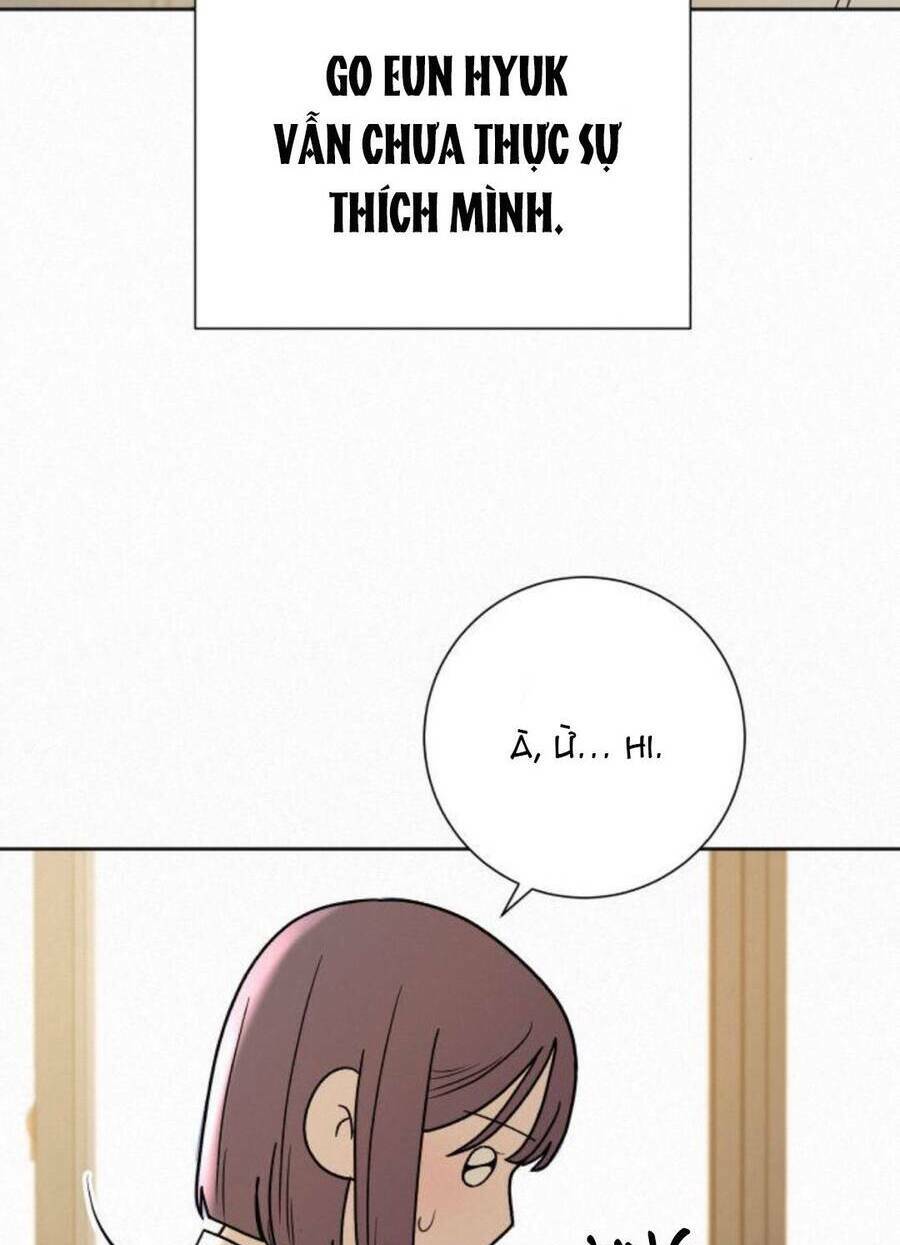 GO EUN HYUK
VẪN CHƯA THỰC SỰ
THÍCH MÌNH.
À, Ừ... HI.